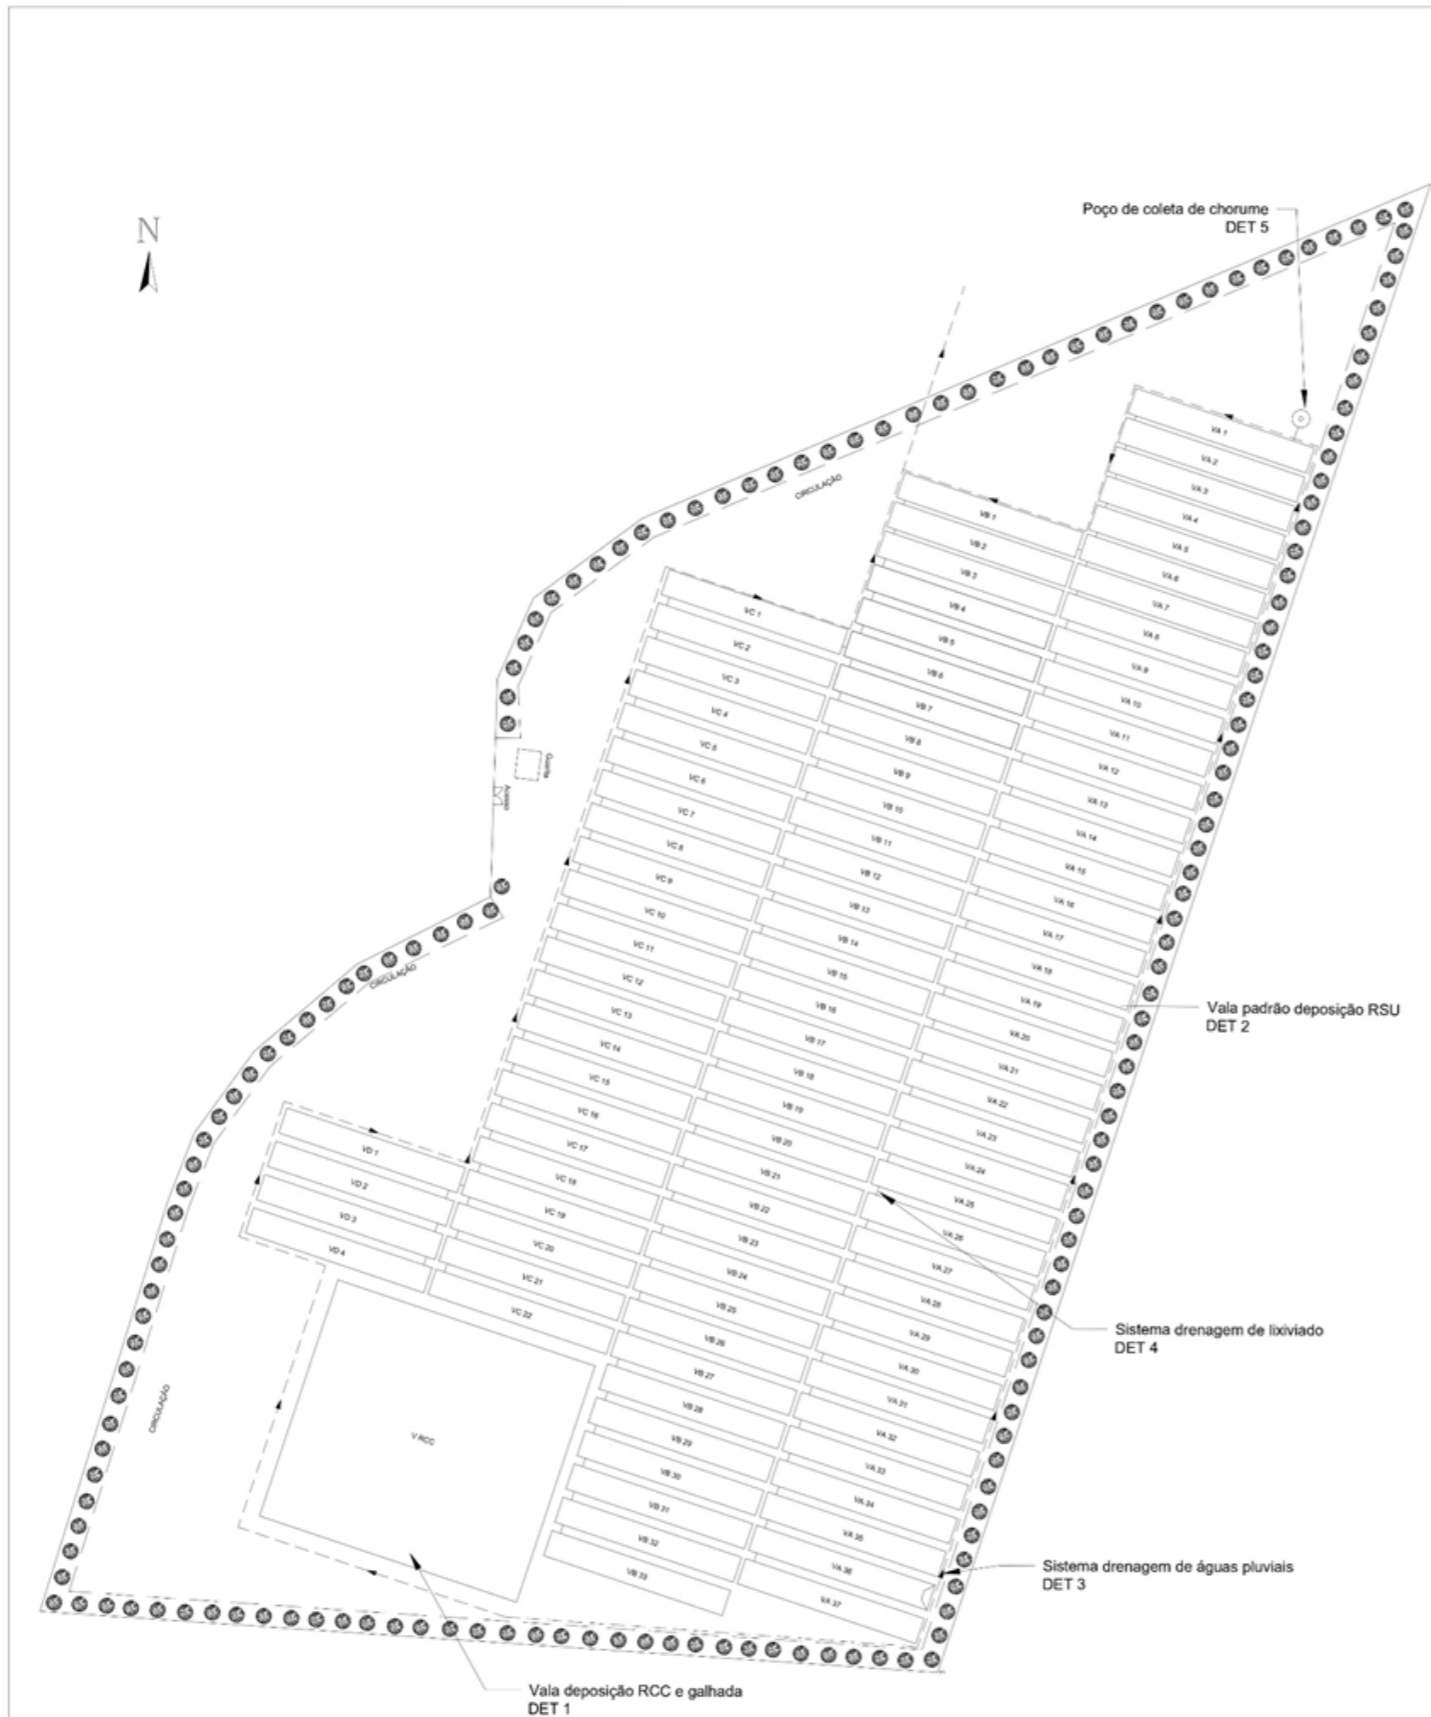 N
Poço de coleta de chorume
DET 5
CIRCULAÇÃO
VA 1
VA 2
VA 3
VA 4
VA 5
VA 6
VA 7
VA 8
VA 9
VA 10
VA 11
VA 12
VA 13
VA 14
VA 15
VA 16
VA 17
VA 18
VA 19
VA 20
VA 21
VA 22
VA 23
VA 24
VA 25
VA 26
VA 27
VA 28
VA 29
VA 30
VA 31
VA 32
VA 33
VA 34
VA 35
VA 36
VA 37
VB 1
VB 2
VB 3
VB 4
VB 5
VB 6
VB 7
VB 8
VB 9
VB 10
VB 11
VB 12
VB 13
VB 14
VB 15
VB 16
VB 17
VB 18
VB 19
VB 20
VB 21
VB 22
VB 23
VB 24
VB 25
VB 26
VB 27
VB 28
VB 29
VB 30
VB 31
VB 32
VB 33
VC 1
VC 2
VC 3
VC 4
VC 5
VC 6
VC 7
VC 8
VC 9
VC 10
VC 11
VC 12
VC 13
VC 14
VC 15
VC 16
VC 17
VC 18
VC 19
VC 20
VC 21
VC 22
Guarita
Acesso
CIRCULAÇÃO
VD 1
VD 2
VD 3
VD 4
V RCC
CIRCULAÇÃO
Vala padrão deposição RSU
DET 2
Sistema drenagem de lixiviado
DET 4
Sistema drenagem de águas pluviais
DET 3
Vala deposição RCC e galhada
DET 1